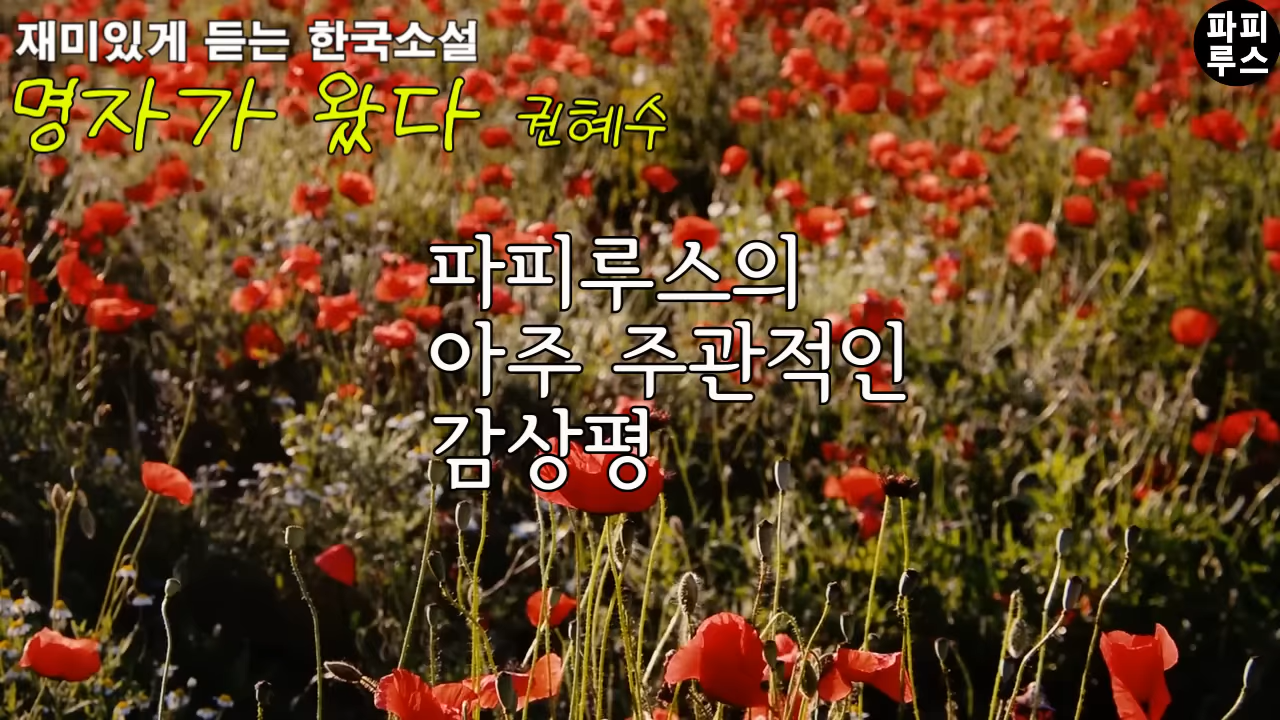 재미있게 듣는 한국소설
명자가 왔다 권혜수
파피
루스
파피루스의
아주 주관적인
감상평